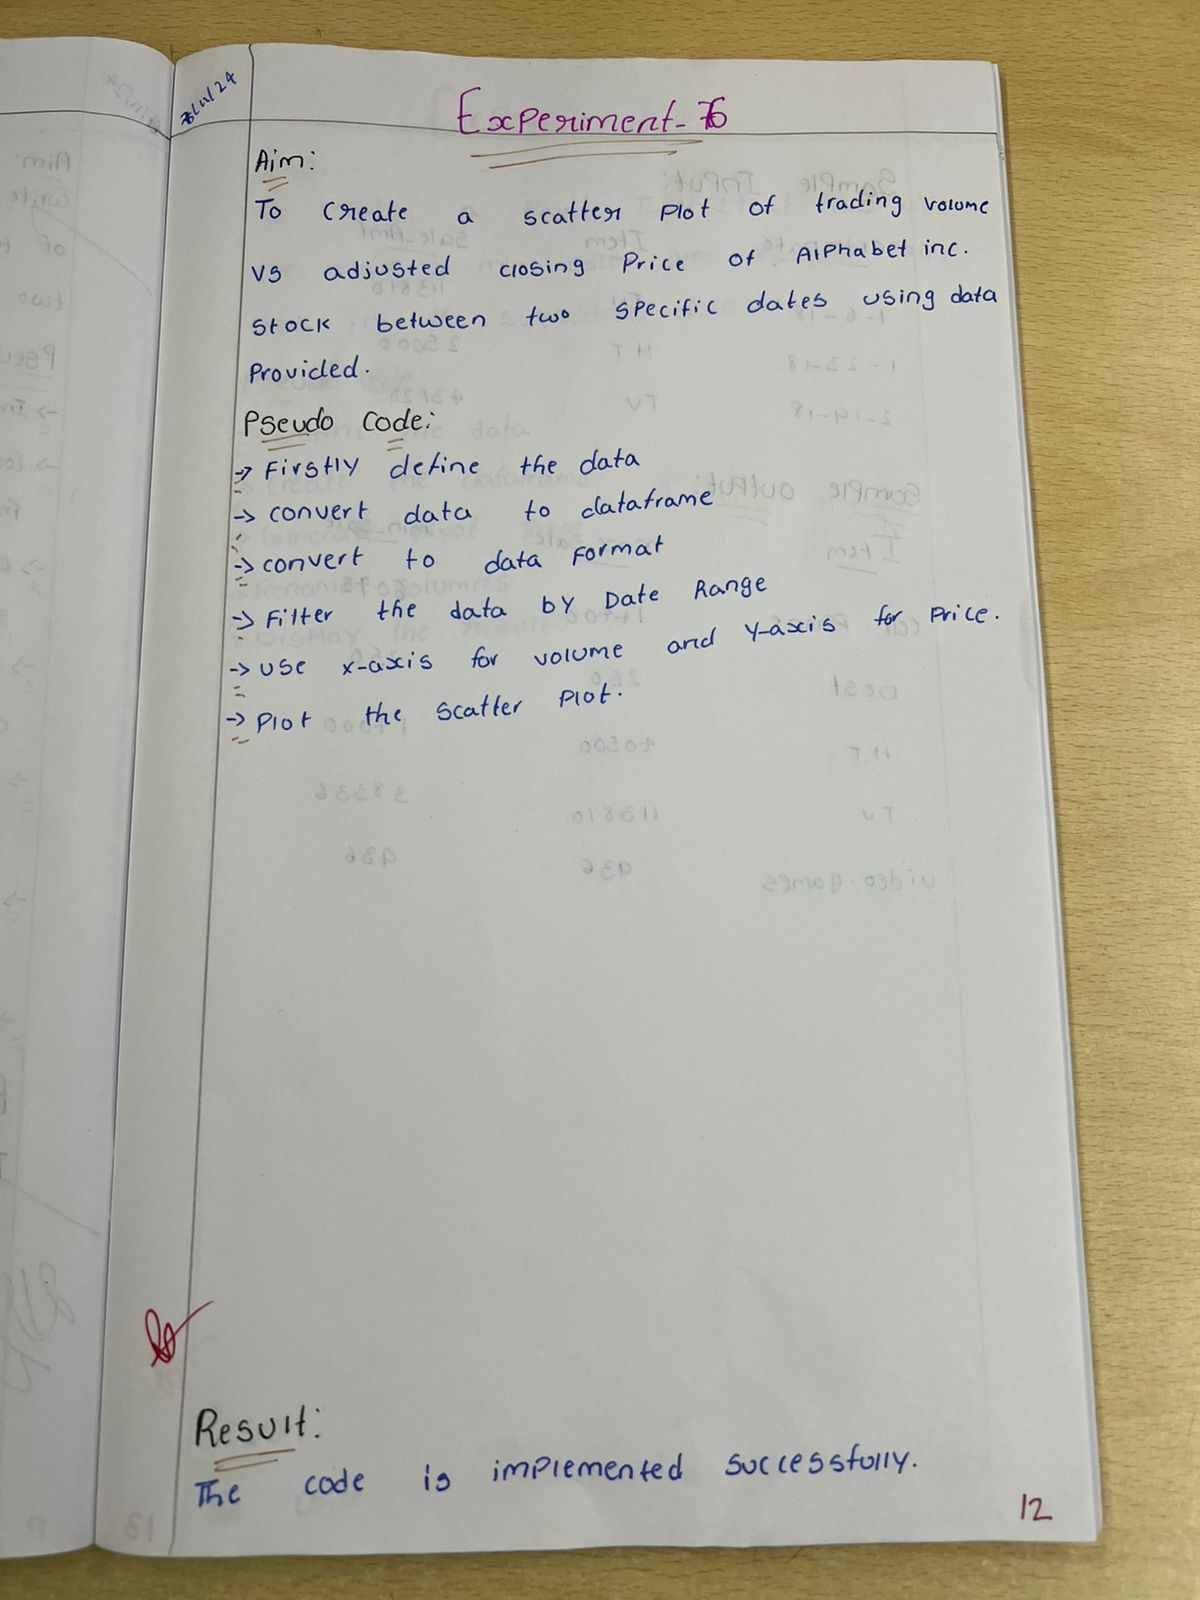 Experiment-6
Aim:
To create a scatter plot of trading volume
vs adjusted closing Price of Alphabet inc.
stock between two specific dates using data
Provided.
Pseudo Code:
-> Firstly define the data
-> convert data to dataframe
-> convert to data format
-> Filter the data by Date Range
-> use x-axis for volume and Y-axis for Price.
-> Plot the scatter Plot.
Result:
The code is implemented successfully.
12